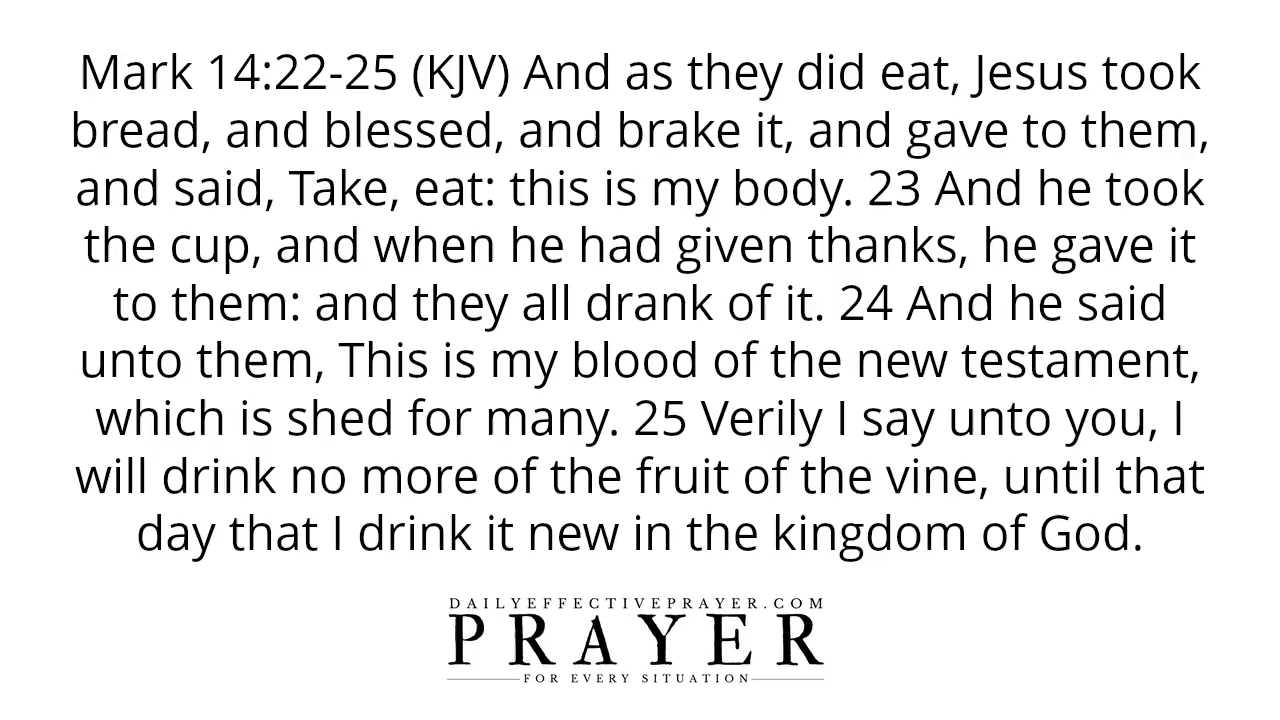 Mark 14:22-25 (KJV) And as they did eat, Jesus took
bread, and blessed, and brake it, and gave to them,
and said, Take, eat: this is my body. 23 And he took
the cup, and when he had given thanks, he gave it
to them: and they all drank of it. 24 And he said
unto them, This is my blood of the new testament,
which is shed for many. 25 Verily I say unto you, I
will drink no more of the fruit of the vine, until that
day that I drink it new in the kingdom of God.
DAILYEFFECTIVEPRAYER.COM
PRAYER
FOR EVERY SITUATION